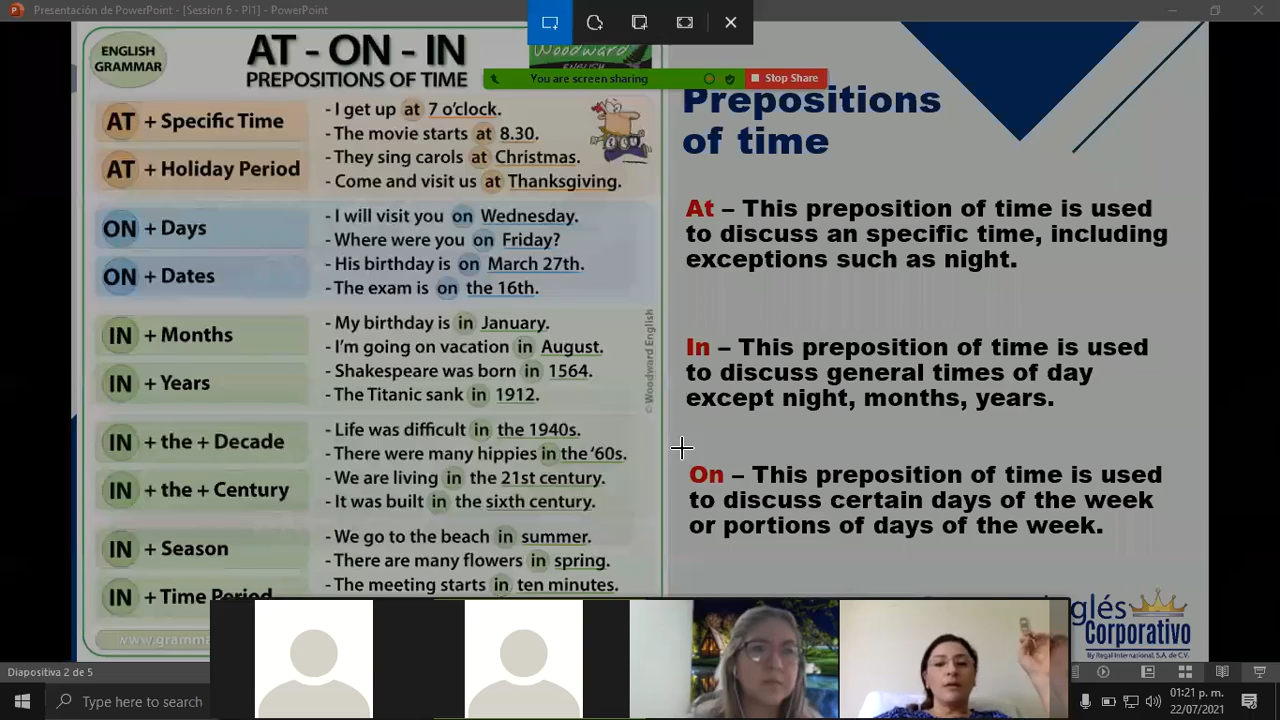 Presentación de PowerPoint - [Session 6 - PI1] - PowerPoint
ENGLISH
GRAMMAR
AT - ON - IN
PREPOSITIONS OF TIME
Woodward
ENGLISH
You are screen sharing
Stop Share
AT + Specific Time
- I get up at 7 o'clock.
- The movie starts at 8.30.
AT + Holiday Period
- They sing carols at Christmas.
- Come and visit us at Thanksgiving.
ON + Days
- I will visit you on Wednesday.
- Where were you on Friday?
ON + Dates
- His birthday is on March 27th.
- The exam is on the 16th.
IN + Months
- My birthday is in January.
- I'm going on vacation in August.
IN + Years
- Shakespeare was born in 1564.
- The Titanic sank in 1912.
IN + the + Decade
- Life was difficult in the 1940s.
- There were many hippies in the '60s.
IN + the + Century
- We are living in the 21st century.
- It was built in the sixth century.
IN + Season
- We go to the beach in summer.
- There are many flowers in spring.
IN + Time Period
- The meeting starts in ten minutes.
© Woodward English
www.gramma
Prepositions
of time
At – This preposition of time is used
to discuss an specific time, including
exceptions such as night.
In – This preposition of time is used
to discuss general times of day
except night, months, years.
On – This preposition of time is used
to discuss certain days of the week
or portions of days of the week.
glés
Corporativo
By Regal Internacional, S.A. de C.V.
Diapositiva 2 de 5
Type here to search
01:21 p. m.
22/07/2021